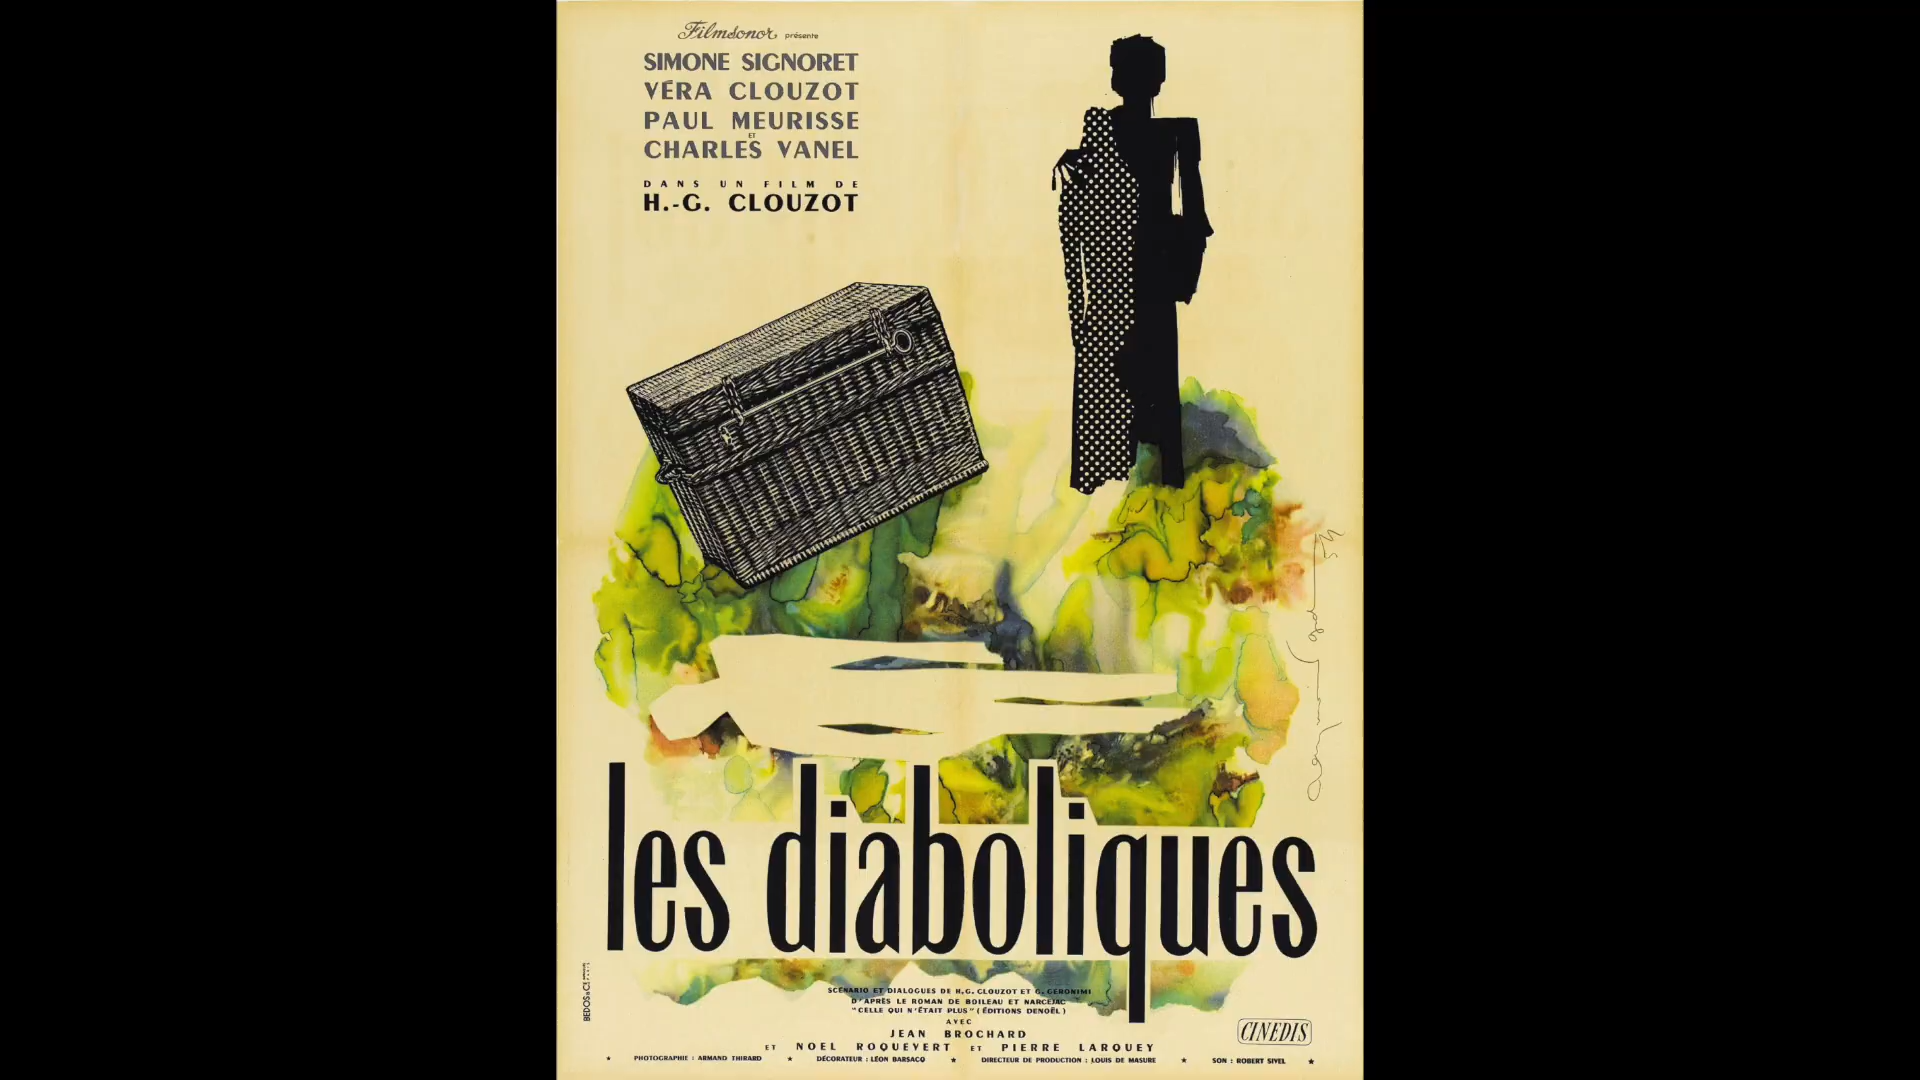 Filmsonor présente
SIMONE SIGNORET
VÉRA CLOUZOT
PAUL MEURISSE
ET
CHARLES VANEL
DANS UN FILM DE
H.-G. CLOUZOT
les diaboliques
SCÉNARIO ET DIALOGUES DE H.G. CLOUZOT ET G. GERONIMI
D'APRÈS LE ROMAN DE BOILEAU ET NARCEJAC
"CELLE QUI N'ÉTAIT PLUS" (ÉDITIONS DENOËL)
AVEC
JEAN BROCHARD
ET NOEL ROQUEVERT ET PIERRE LARQUEY
CINEDIS
★ PHOTOGRAPHIE : ARMAND THIRARD ★ DÉCORATEUR : LÉON BARSACQ ★ DIRECTEUR DE PRODUCTION : LOUIS DE MASURE ★ SON : ROBERT SIVEL ★
BEDOS & Cie